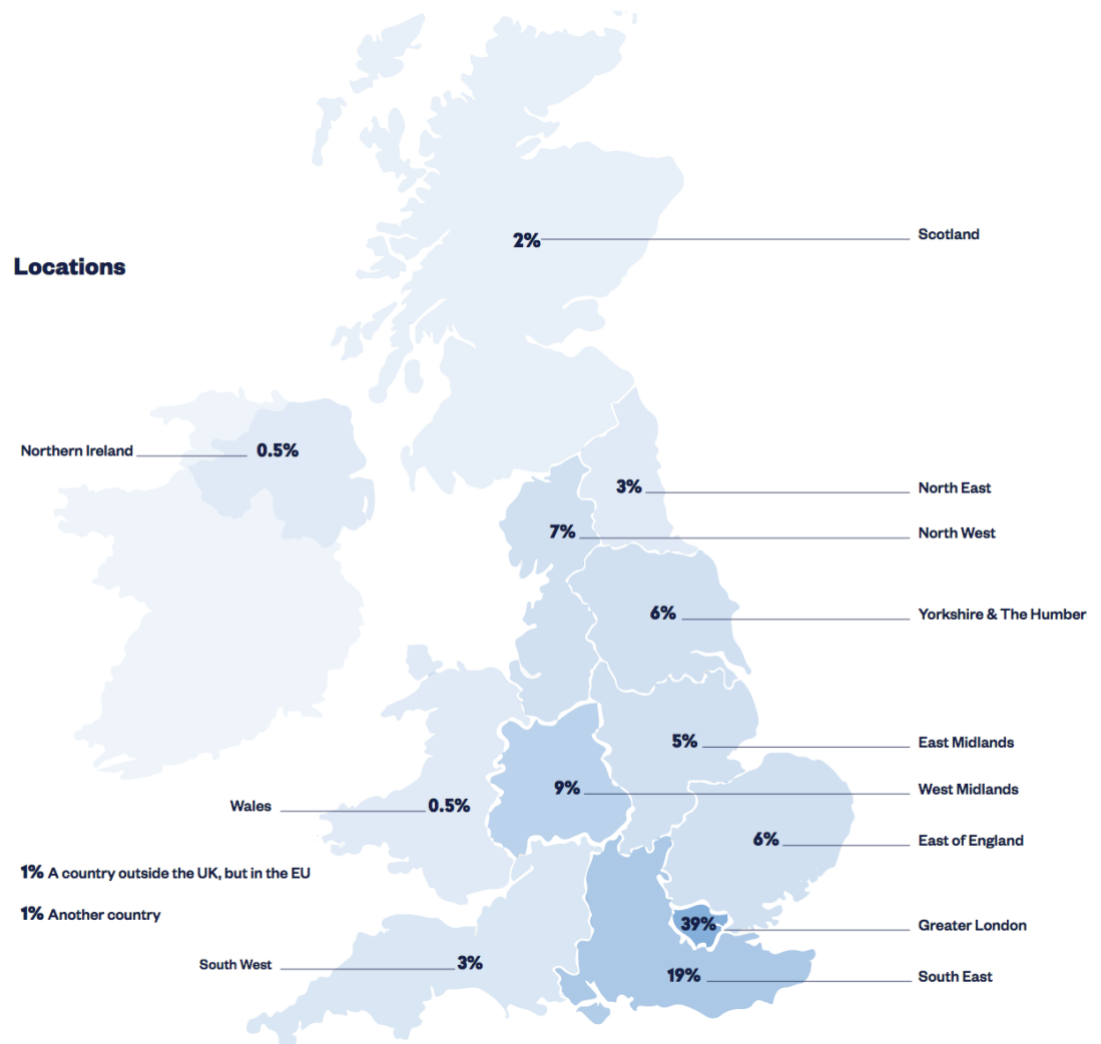 2% Scotland
Locations
Northern Ireland 0.5%
3% North East
7% North West
6% Yorkshire & The Humber
5% East Midlands
9% West Midlands
Wales 0.5%
6% East of England
1% A country outside the UK, but in the EU
1% Another country
39% Greater London
South West 3%
19% South East